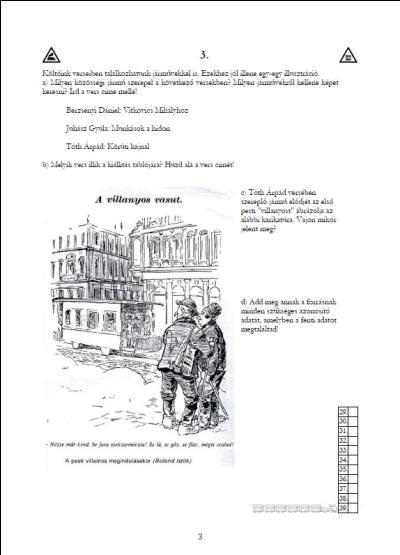 3.
Költőink verseiben találkozhatunk járművekkel is. Ezekhez jól illene egy-egy illusztráció.
a) Milyen közösségi jármű szerepel a következő versekben? Milyen járművekről kellene képet
keresni? Írd a vers címe mellé!
Berzsenyi Dániel: Vitkovics Mihályhoz
Juhász Gyula: Munkások a hídon
Tóth Árpád: Körúti hajnal
b) Melyik vers illik a kiállítás tablójára? Húzd alá a vers címét!
A villanyos vasut.
c) Tóth Árpád versében
szereplő jármű elődjét az első
pesti "villanyost" ábrázolja az
alábbi karikatúra. Vajon mikor
jelent meg?
d) Add meg annak a forrásnak
minden szükséges azonosító
adatát, amelyben a fenti adatot
megtaláltad!
– Nézze már kend, be fura szekszemözzia! Se ló, se gőz, se füst, mégis szalad!
A pesti villamos megindulásakor (Bolond Istók)
29.
30.
31.
32.
33.
34.
35.
36.
37.
38.
39.
3